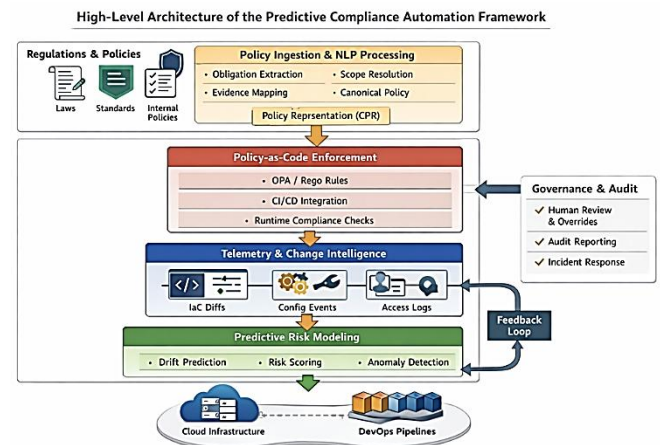 High-Level Architecture of the Predictive Compliance Automation Framework
Regulations & Policies
Laws
Standards
Internal
Policies
Policy Ingestion & NLP Processing
• Obligation Extraction
• Scope Resolution
• Evidence Mapping
• Canonical Policy
Policy Reprsentation (CPR)
Policy-as-Code Enforcement
• OPA / Rego Rules
• CI/CD Integration
• Runtime Compliance Checks
Governance & Audit
✓ Human Review
& Overrides
✓ Audit Reporting
✓ Incident Response
Telemetry & Change Intelligence
</>
IaC Diffs
Config Events
Access Logs
Feedback
Loop
Predictive Risk Modeling
• Drift Prediction
• Risk Scoring
• Anomaly Detection
Cloud Infrastructure
DevOps Pipelines